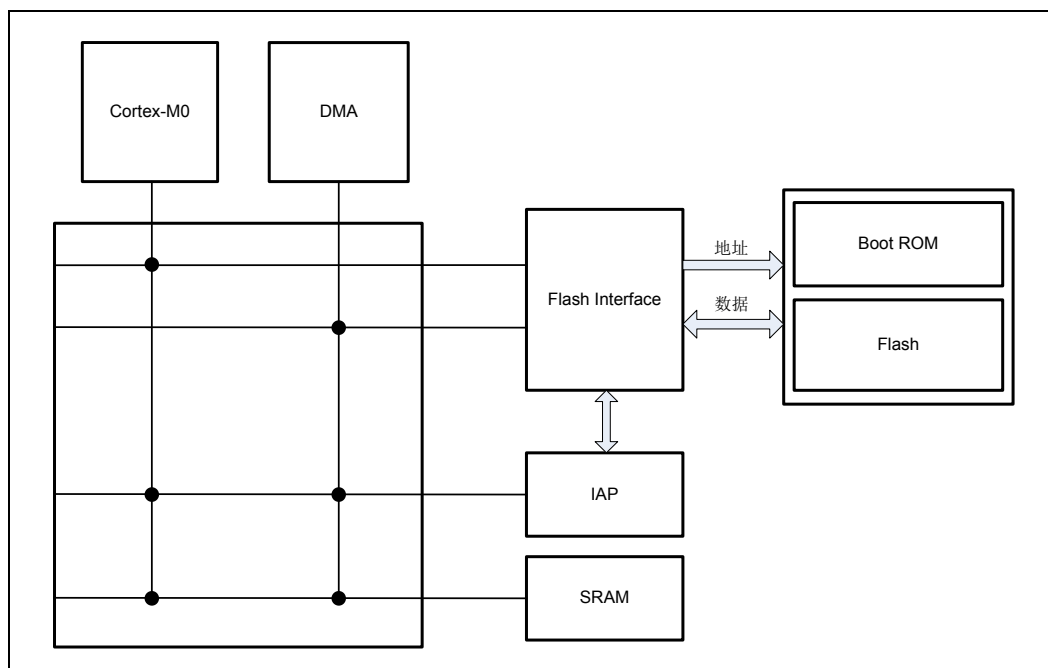 Cortex-M0
DMA
Flash Interface
地址
数据
Boot ROM
Flash
IAP
SRAM